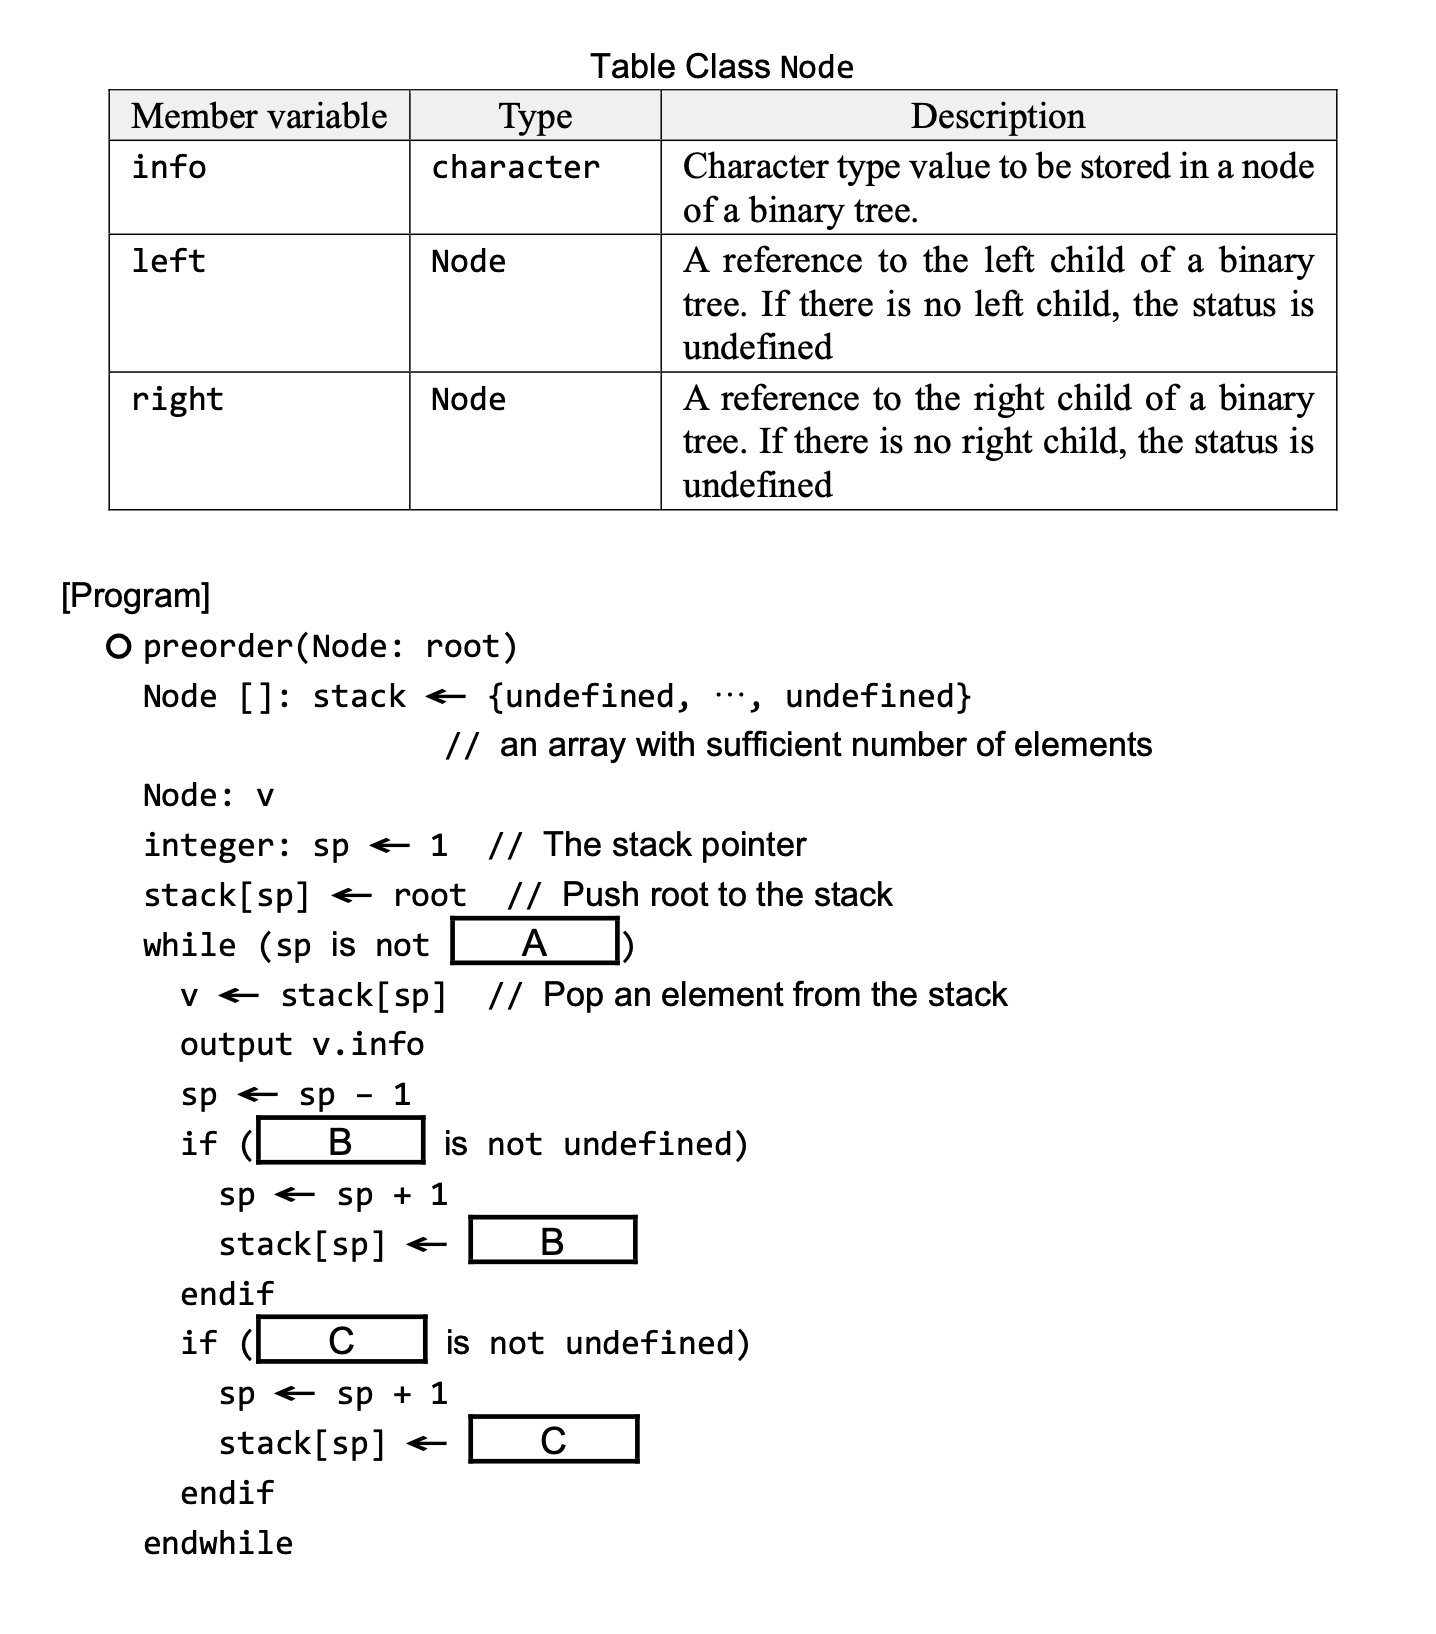 Table Class Node
Member variable Type Description
info character Character type value to be stored in a node
of a binary tree.
left Node A reference to the left child of a binary
tree. If there is no left child, the status is
undefined
right Node A reference to the right child of a binary
tree. If there is no right child, the status is
undefined
[Program]
○ preorder(Node: root)
Node []: stack ← {undefined, …, undefined}
// an array with sufficient number of elements
Node: v
integer: sp ← 1 // The stack pointer
stack[sp] ← root // Push root to the stack
while (sp is not A)
v ← stack[sp] // Pop an element from the stack
output v.info
sp ← sp – 1
if (B is not undefined)
sp ← sp + 1
stack[sp] ← B
endif
if (C is not undefined)
sp ← sp + 1
stack[sp] ← C
endif
endwhile